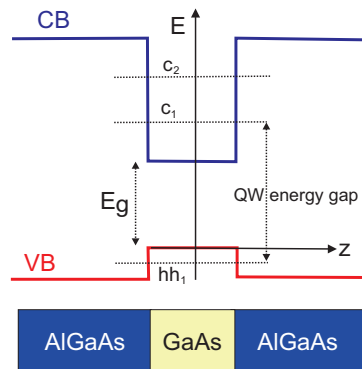 CB
E
c₂
c₁
Eg
QW energy gap
z
VB
hh₁
AlGaAs
GaAs
AlGaAs